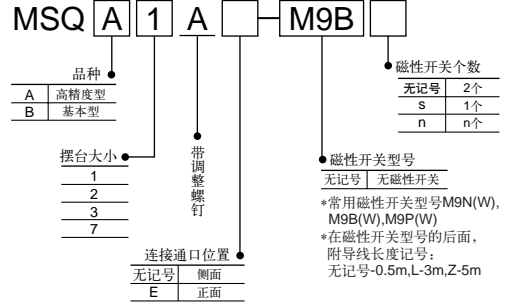 MSQ A 1 A - M9B
品种
A 高精度型
B 基本型
摆台大小
1
2
3
7
带调整螺钉
连接通口位置
无记号 侧面
E 正面
磁性开关个数
无记号 2个
s 1个
n n个
磁性开关型号
无记号 无磁性开关
*常用磁性开关型号M9N(W),
M9B(W),M9P(W)
*在磁性开关型号的后面，
附导线长度记号：
无记号-0.5m,L-3m,Z-5m